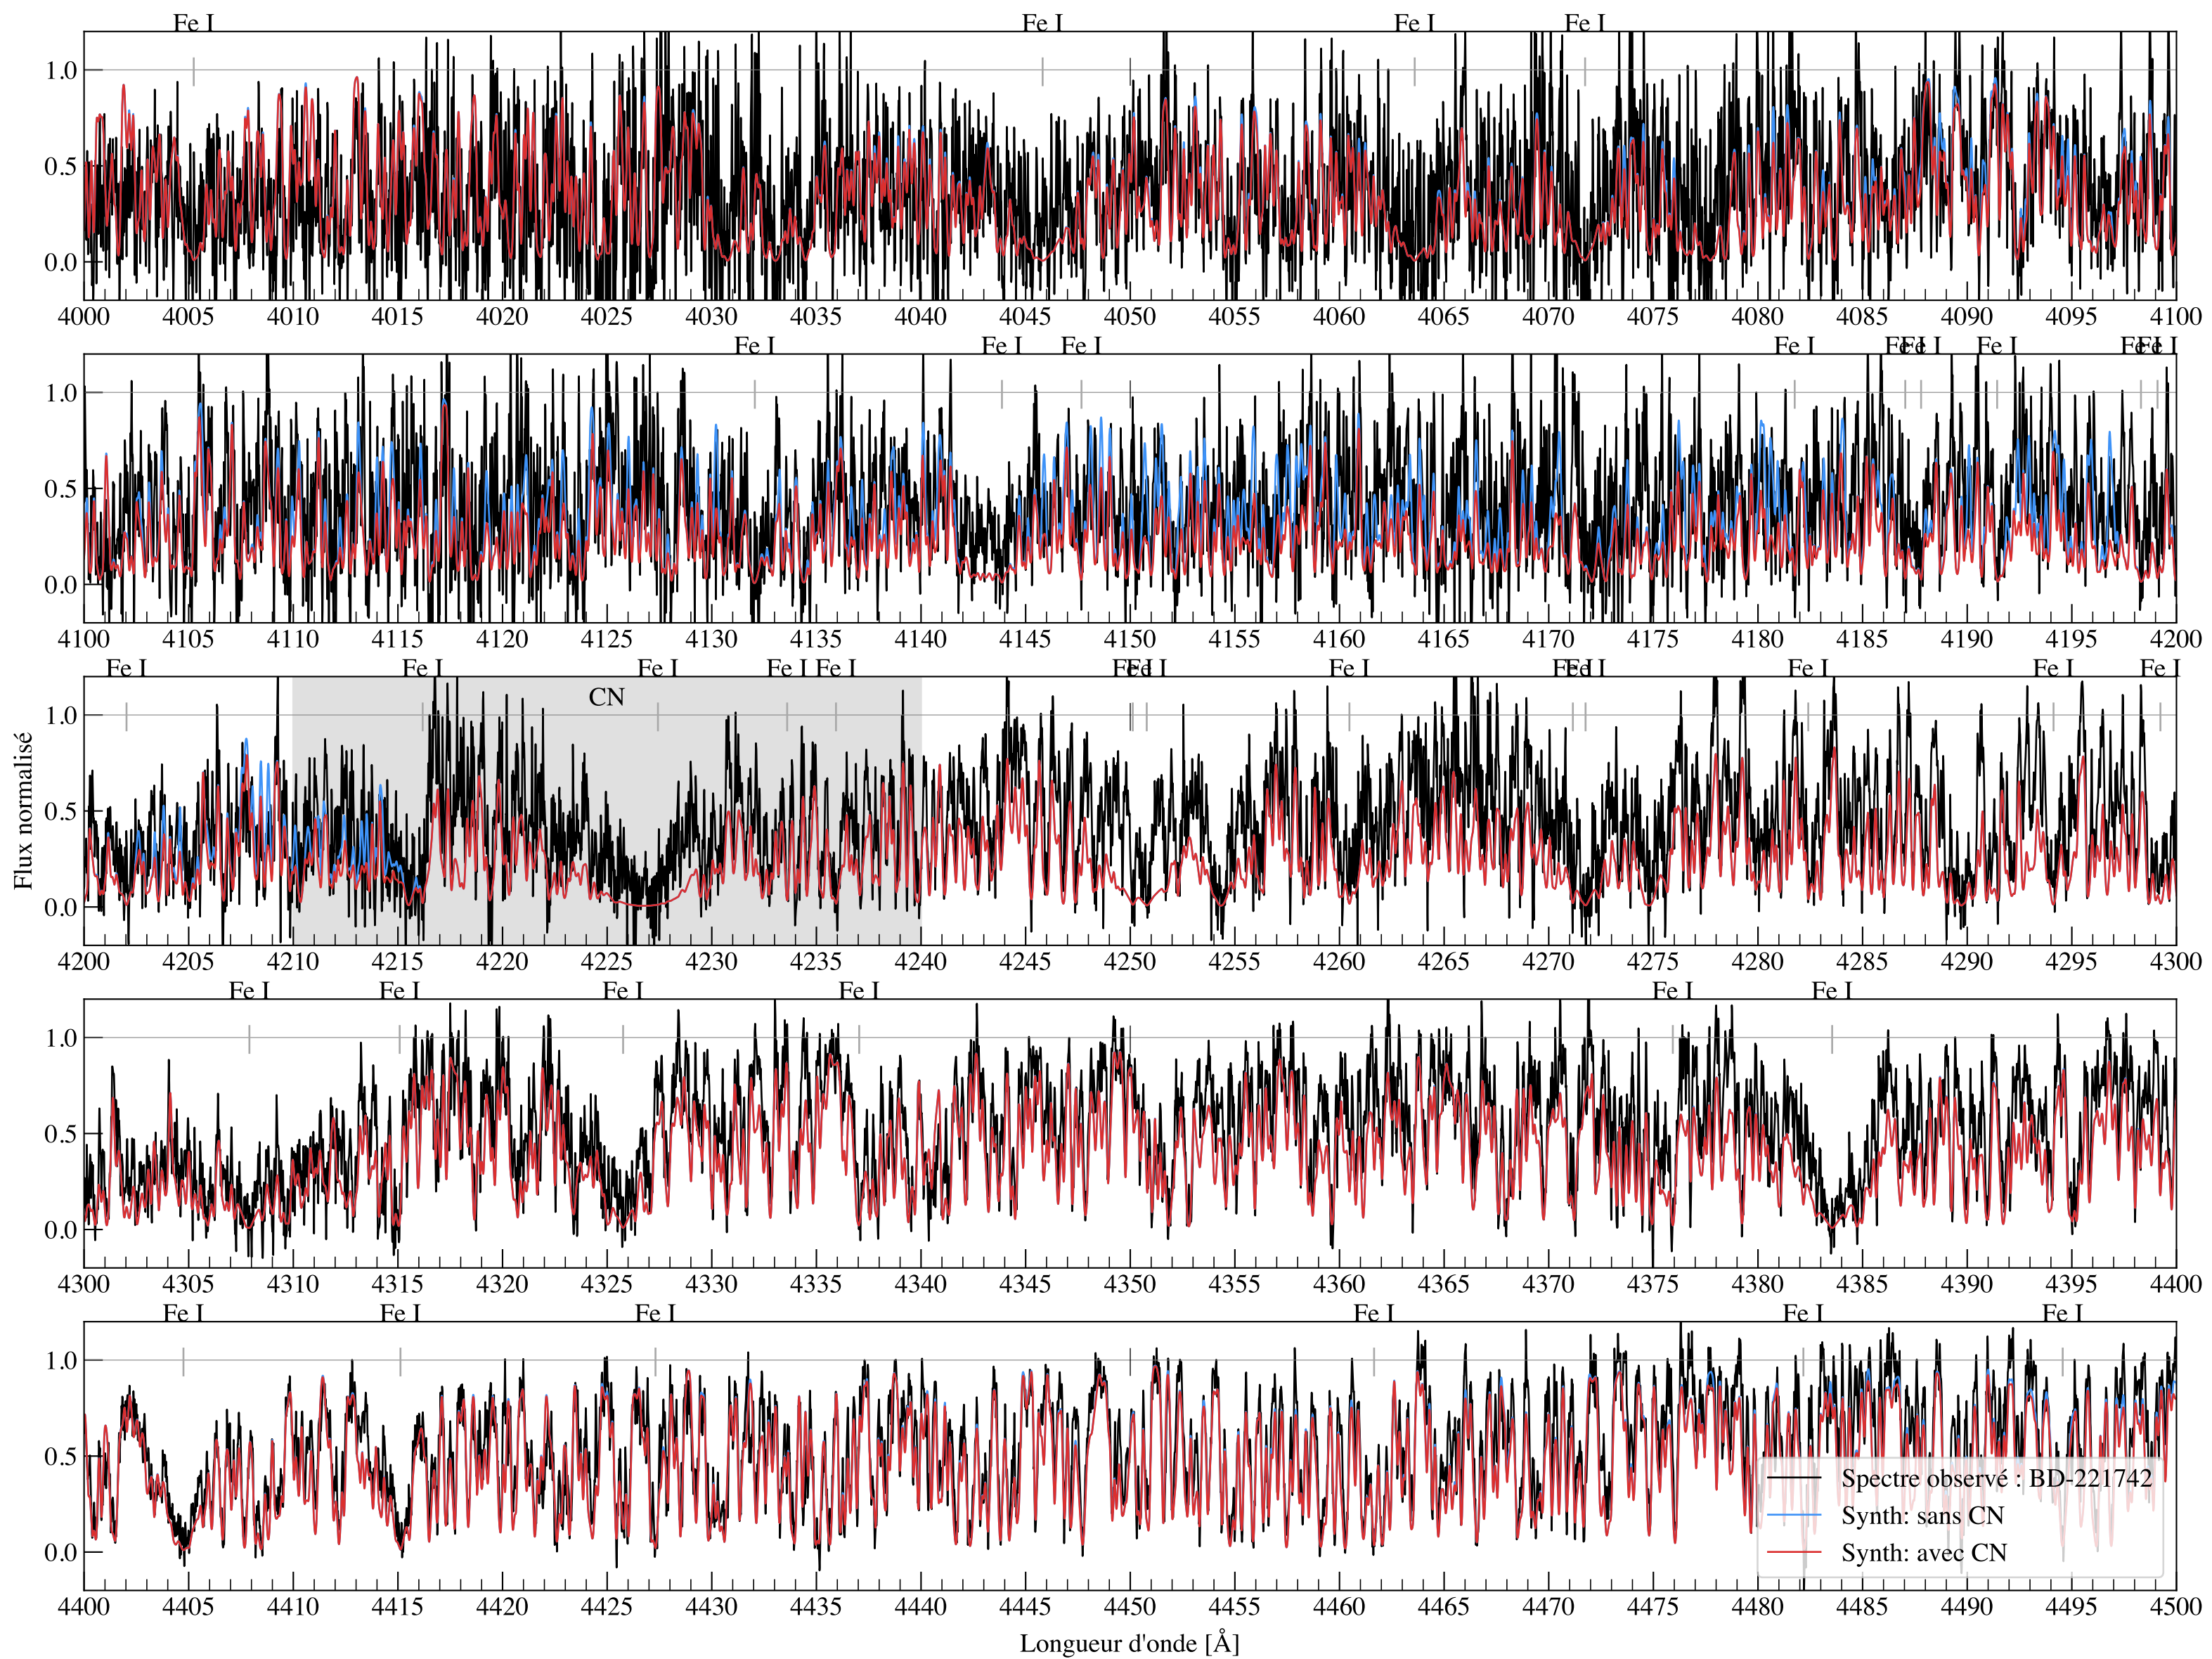 Fe I Fe I Fe I Fe I
1.0
0.5
0.0
4000 4005 4010 4015 4020 4025 4030 4035 4040 4045 4050 4055 4060 4065 4070 4075 4080 4085 4090 4095 4100
Fe I Fe I Fe I Fe I Fe I Fe I Fe I Fe I Fe I
1.0
0.5
0.0
4100 4105 4110 4115 4120 4125 4130 4135 4140 4145 4150 4155 4160 4165 4170 4175 4180 4185 4190 4195 4200
Fe I Fe I Fe I Fe I Fe I Fe I Fe I Fe I Fe I Fe I Fe I Fe I Fe I
CN
1.0
0.5
0.0
Flux normalisé
4200 4205 4210 4215 4220 4225 4230 4235 4240 4245 4250 4255 4260 4265 4270 4275 4280 4285 4290 4295 4300
Fe I Fe I Fe I Fe I Fe I Fe I
1.0
0.5
0.0
4300 4305 4310 4315 4320 4325 4330 4335 4340 4345 4350 4355 4360 4365 4370 4375 4380 4385 4390 4395 4400
Fe I Fe I Fe I Fe I Fe I Fe I
1.0
0.5
0.0
Spectre observé : BD-221742
Synth: sans CN
Synth: avec CN
4400 4405 4410 4415 4420 4425 4430 4435 4440 4445 4450 4455 4460 4465 4470 4475 4480 4485 4490 4495 4500
Longueur d'onde [Å]